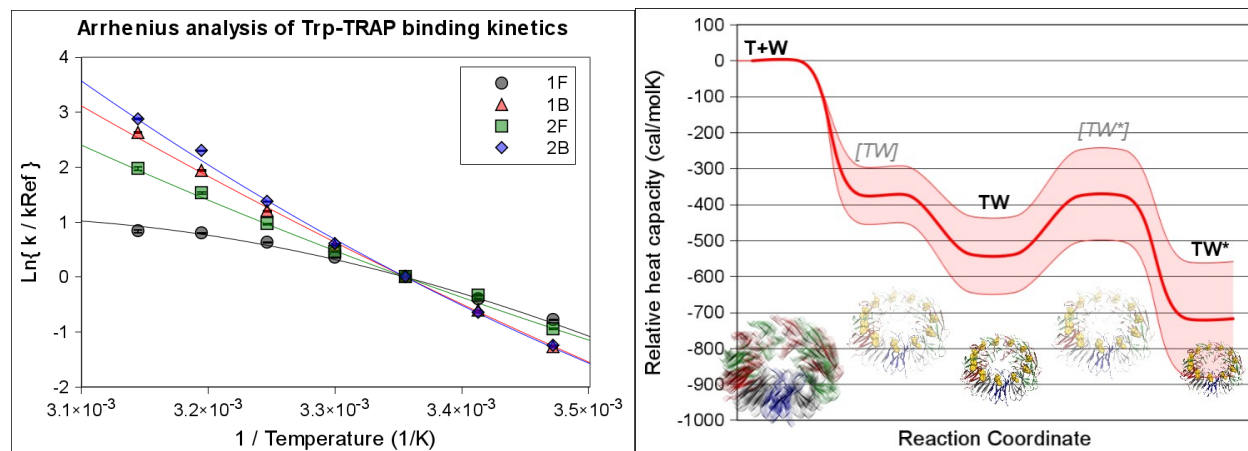 Arrhenius analysis of Trp-TRAP binding kinetics
Ln{ k / kRef }
4
3
2
1
0
-1
-2
1F
1B
2F
2B
3.1×10⁻³
3.2×10⁻³
3.3×10⁻³
3.4×10⁻³
3.5×10⁻³
1 / Temperature (1/K)
Relative heat capacity (cal/molK)
100
0
-100
-200
-300
-400
-500
-600
-700
-800
-900
-1000
T+W
[TW]
TW
[TW*]
TW*
Reaction Coordinate